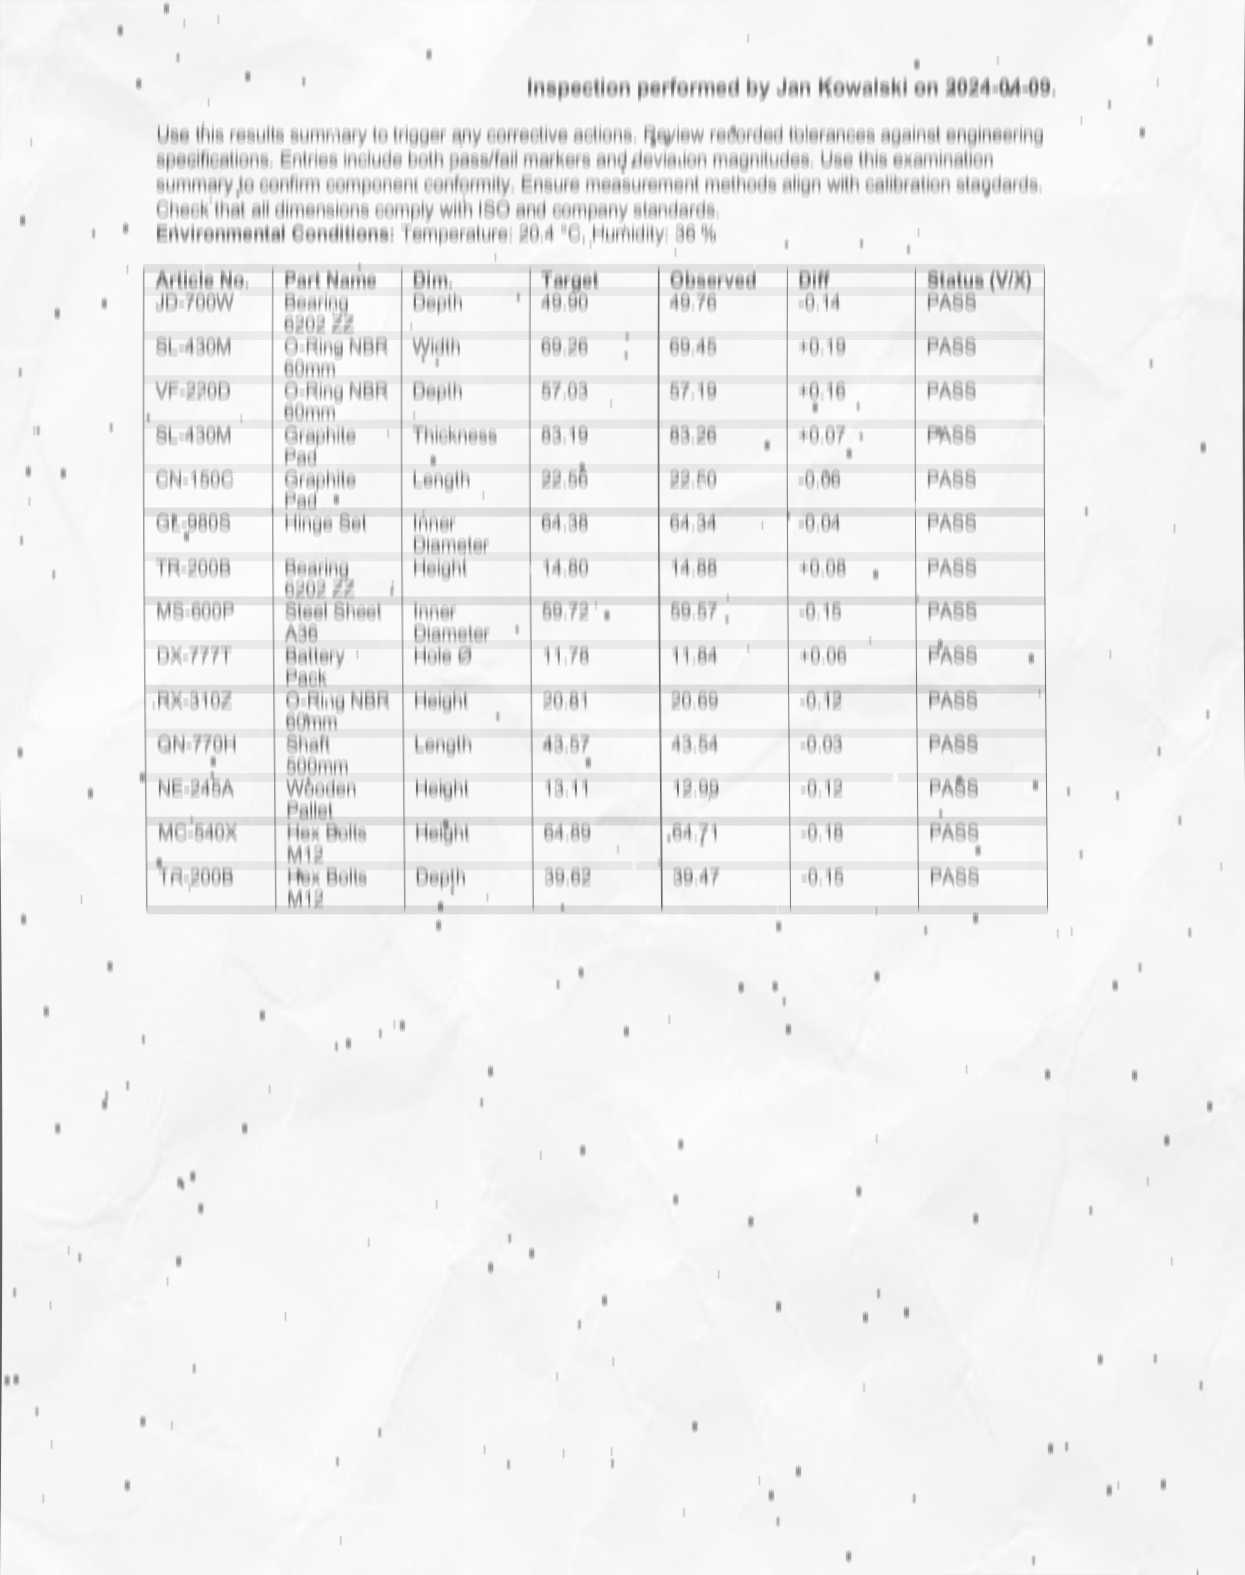 Inspection performed by Jan Kowalski on 2024-04-09.
Use this results summary to trigger any corrective actions. Review recorded tolerances against engineering
specifications. Entries include both pass/fail markers and deviation magnitudes. Use this examination
summary to confirm component conformity. Ensure measurement methods align with calibration standards.
Check that all dimensions comply with ISO and company standards.
Environmental Conditions: Temperature: 20.4 °C, Humidity: 36 %
Article No. Part Name Dim. Target Observed Diff Status (V/X)
JD-700W Bearing 6202 ZZ Depth 49.90 49.76 -0.14 PASS
SL-430M O-Ring NBR 60mm Width 69.26 69.45 +0.19 PASS
VF-220D O-Ring NBR 60mm Depth 57.03 57.19 +0.16 PASS
SL-430M Graphite Pad Thickness 83.19 83.26 +0.07 PASS
CN-150C Graphite Pad Length 22.56 22.50 -0.06 PASS
GL-980S Hinge Set Inner Diameter 64.38 64.34 -0.04 PASS
TR-200B Bearing 6202 ZZ Height 14.80 14.88 +0.08 PASS
MS-600P Steel Sheet A36 Inner Diameter 59.72 59.57 -0.15 PASS
DX-777T Battery Pack Hole Ø 11.78 11.84 +0.06 PASS
RX-310Z O-Ring NBR 60mm Height 20.81 20.69 -0.12 PASS
QN-770H Shaft 500mm Length 43.57 43.54 -0.03 PASS
NE-245A Wooden Pallet Height 13.11 12.99 -0.12 PASS
MC-540X Hex Bolts M12 Height 64.89 64.71 -0.18 PASS
TR-200B Hex Bolts M12 Depth 39.62 39.47 -0.15 PASS